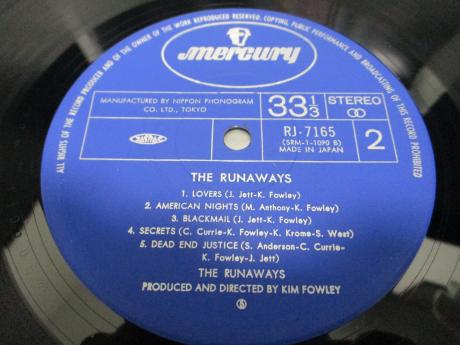 ALL RIGHTS OF THE RECORD PRODUCER AND OF THE OWNER OF THE WORK REPRODUCED RESERVED. COPYING, PUBLIC PERFORMANCE AND BROADCASTING OF THIS RECORD PROHIBITED
mercury
MANUFACTURED BY NIPPON PHONOGRAM
CO. LTD., TOKYO
33 1/3
STEREO
RJ-7165
(SRM-1-1090 B)
MADE IN JAPAN
2
THE RUNAWAYS
1. LOVERS (J. Jett-K. Fowley)
2. AMERICAN NIGHTS (M. Anthony-K. Fowley)
3. BLACKMAIL (J. Jett-K. Fowley)
4. SECRETS (C. Currie-K. Fowley-K. Krome-S. West)
5. DEAD END JUSTICE (S. Anderson-C. Currie-
K. Fowley-J. Jett)
THE RUNAWAYS
PRODUCED AND DIRECTED BY KIM FOWLEY